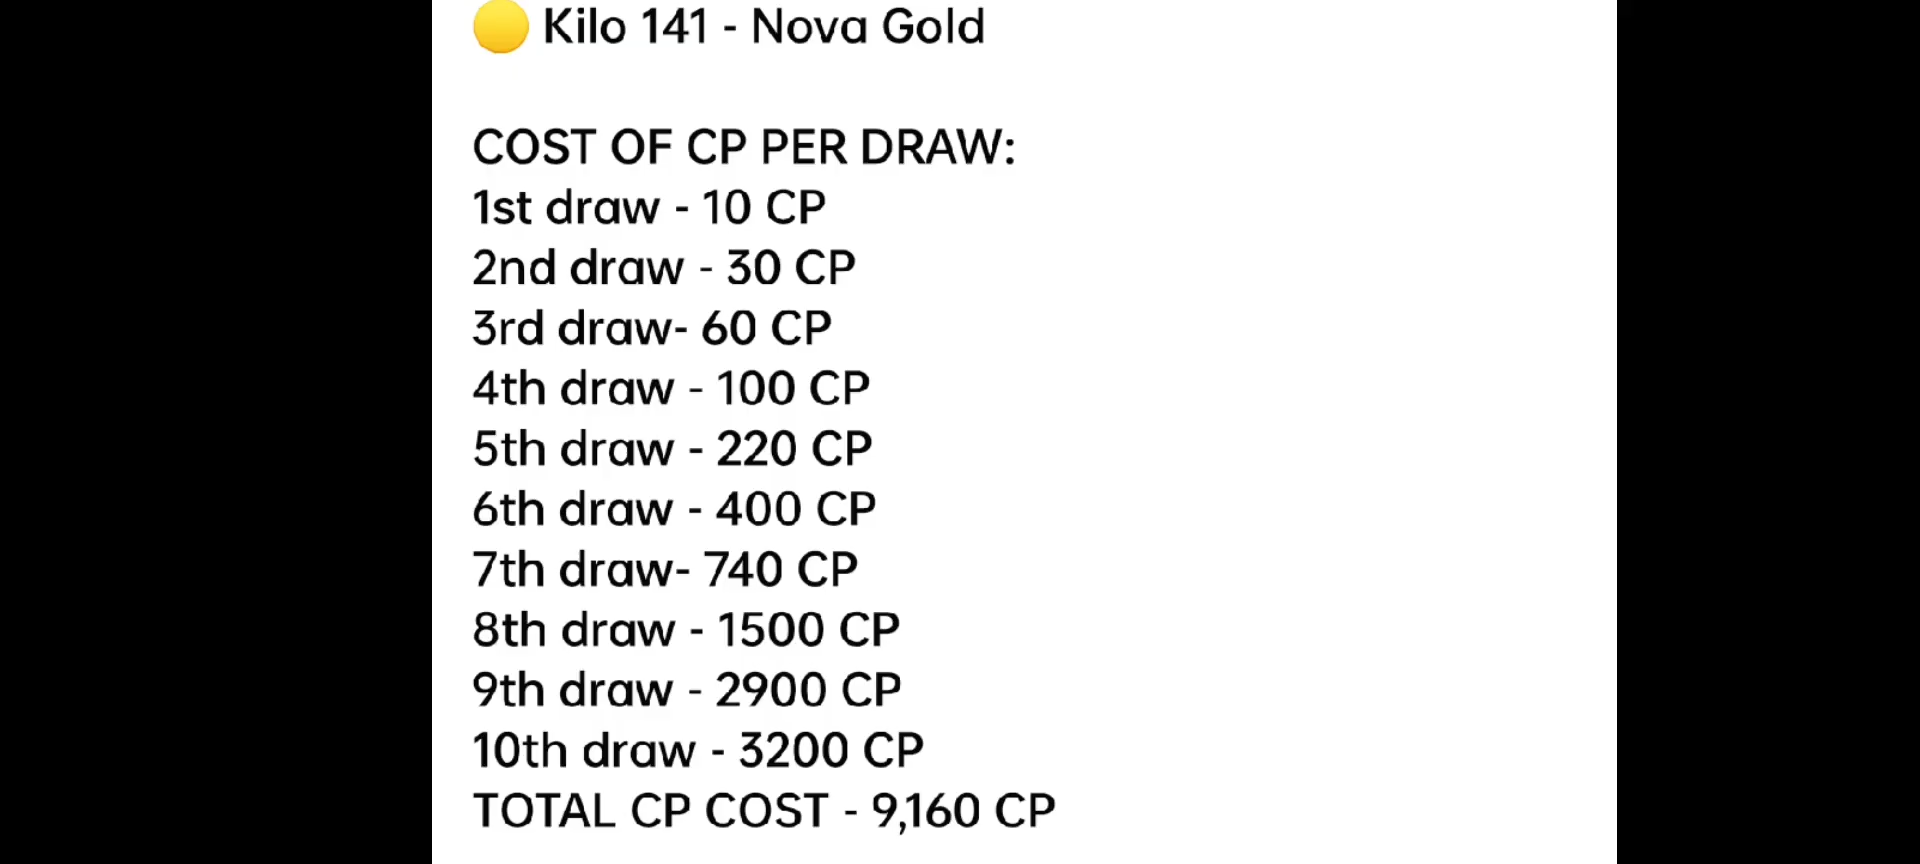 Kilo 141 - Nova Gold
COST OF CP PER DRAW:
1st draw - 10 CP
2nd draw - 30 CP
3rd draw- 60 CP
4th draw - 100 CP
5th draw - 220 CP
6th draw - 400 CP
7th draw- 740 CP
8th draw - 1500 CP
9th draw - 2900 CP
10th draw - 3200 CP
TOTAL CP COST - 9,160 CP